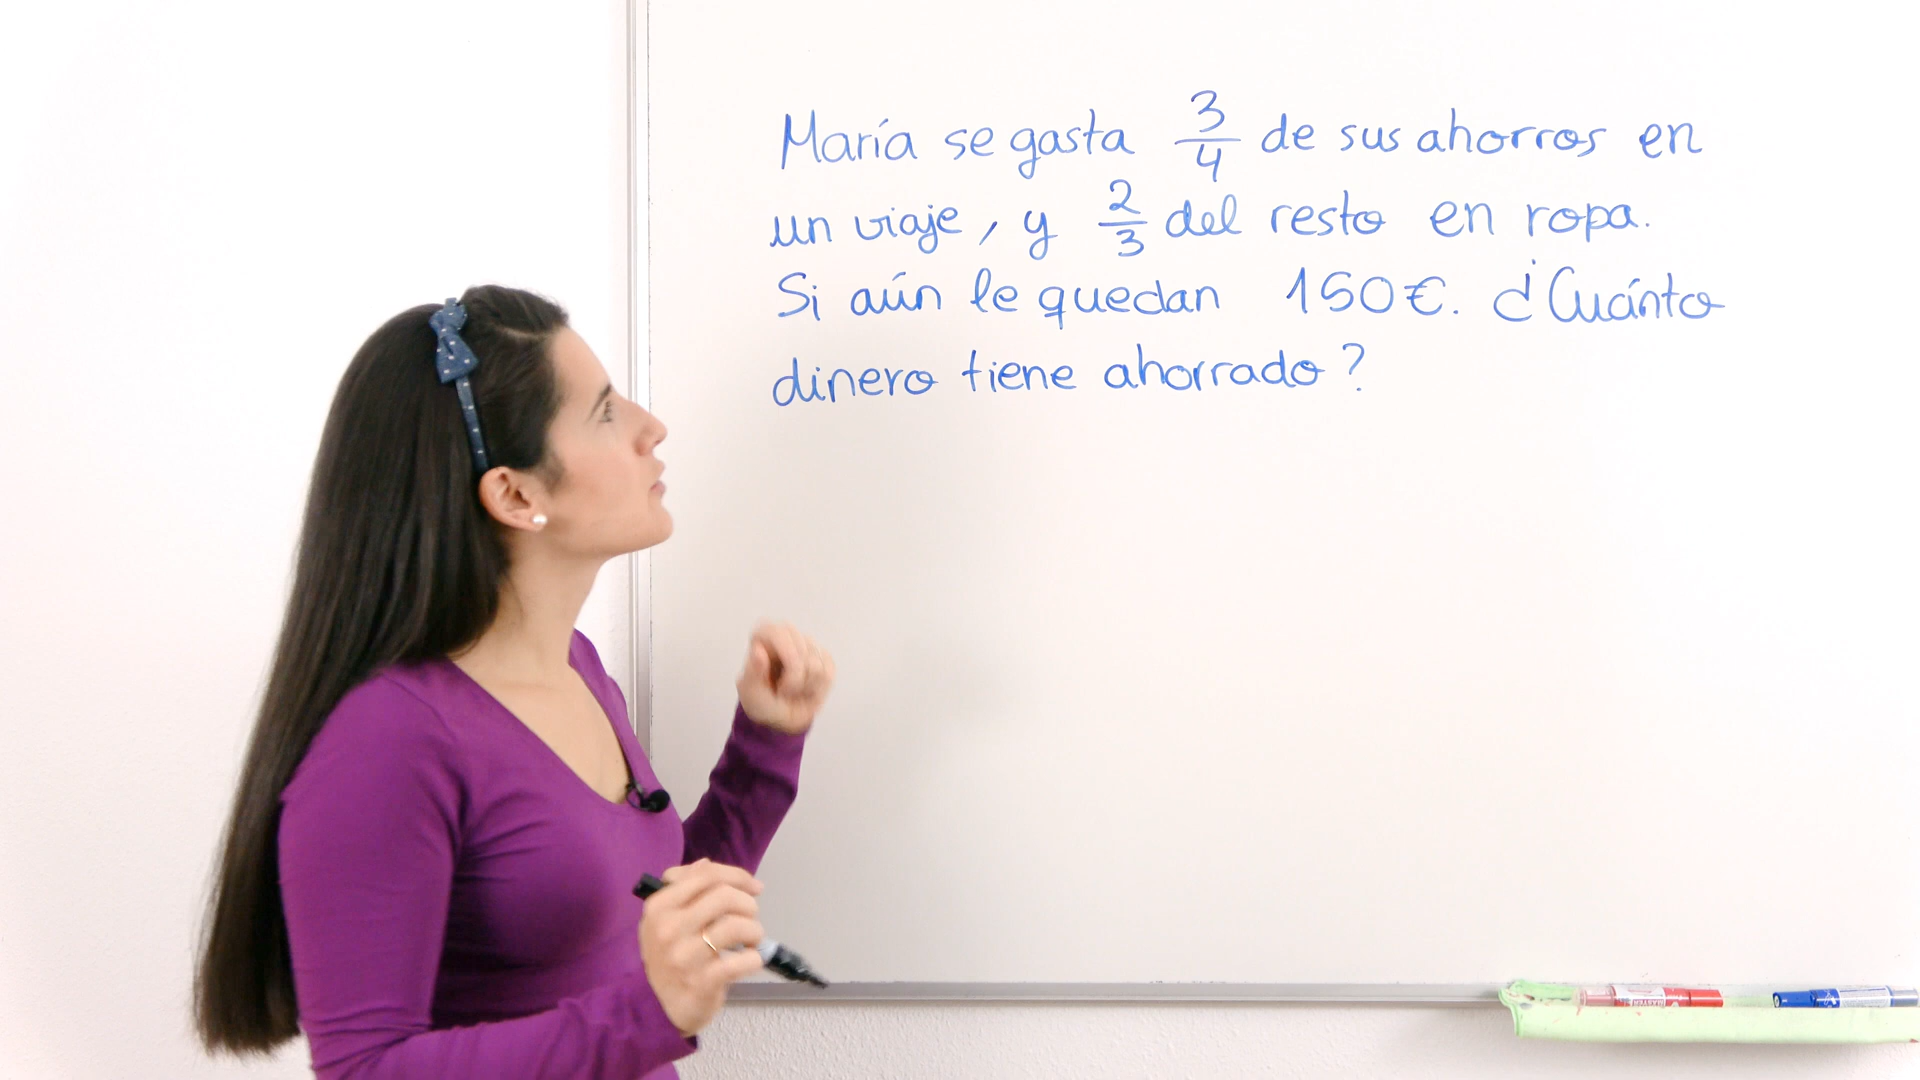 María se gasta 3/4 de sus ahorros en
un viaje, y 2/3 del resto en ropa.
Si aún le quedan 150€. ¿Cuánto
dinero tiene ahorrado?